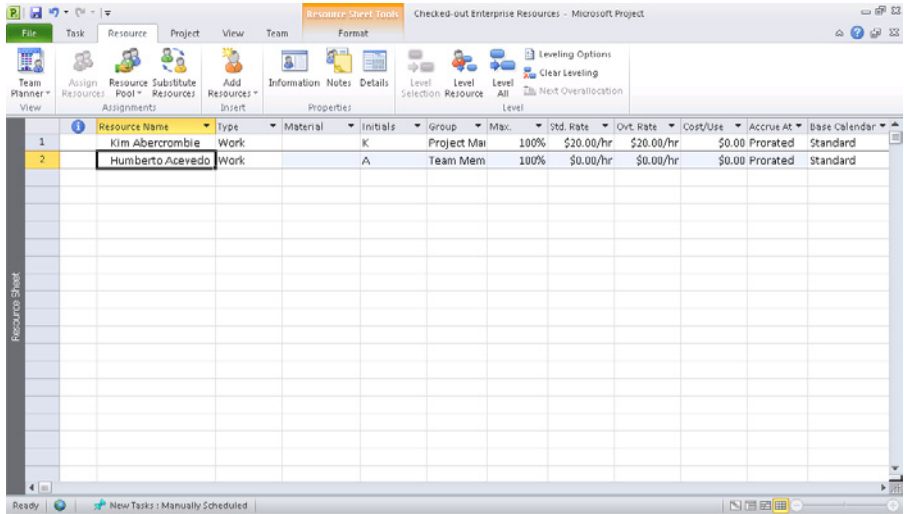 Resource Sheet Tools Checked-out Enterprise Resources - Microsoft Project
File Task Resource Project View Team Format
Team Planner
Assign Resources
Resource Pool
Substitute Resources
Add Resources
Information Notes Details
Level Selection
Level Resource
Level All
Leveling Options
Clear Leveling
Next Overallocation
View Assignments Insert Properties Level
Resource Name Type Material Initials Group Max. Std. Rate Ovt. Rate Cost/Use Accrue At Base Calendar
1 Kim Abercrombie Work K Project Mai 100% $20.00/hr $20.00/hr $0.00 Prorated Standard
2 Humberto Acevedo Work A Team Mem 100% $0.00/hr $0.00/hr $0.00 Prorated Standard
Resource Sheet
Ready New Tasks : Manually Scheduled